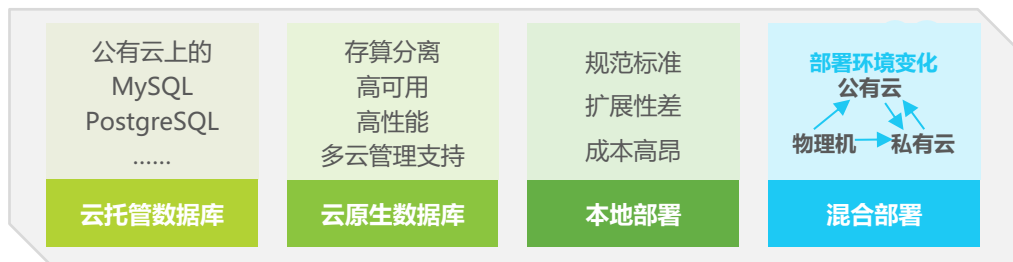 公有云上的
MySQL
PostgreSQL
……
云托管数据库
存算分离
高可用
高性能
多云管理支持
云原生数据库
规范标准
扩展性差
成本高昂
本地部署
部署环境变化
公有云
物理机
私有云
混合部署